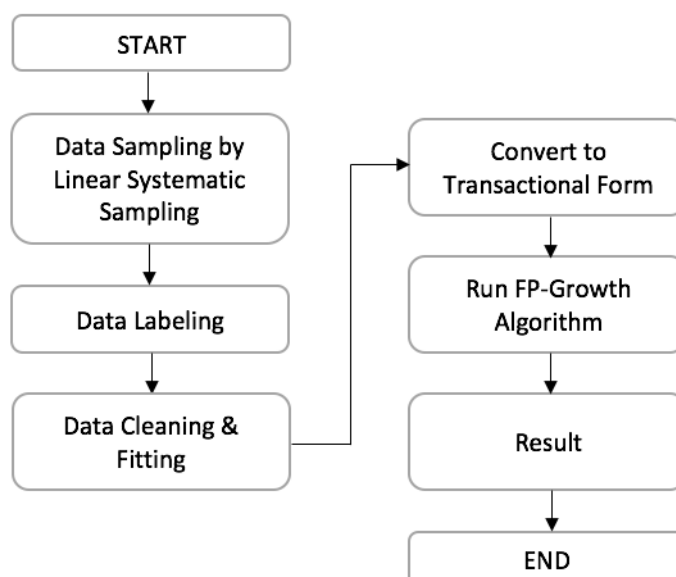 START
Data Sampling by
Linear Systematic
Sampling
Data Labeling
Data Cleaning &
Fitting
Convert to
Transactional Form
Run FP-Growth
Algorithm
Result
END